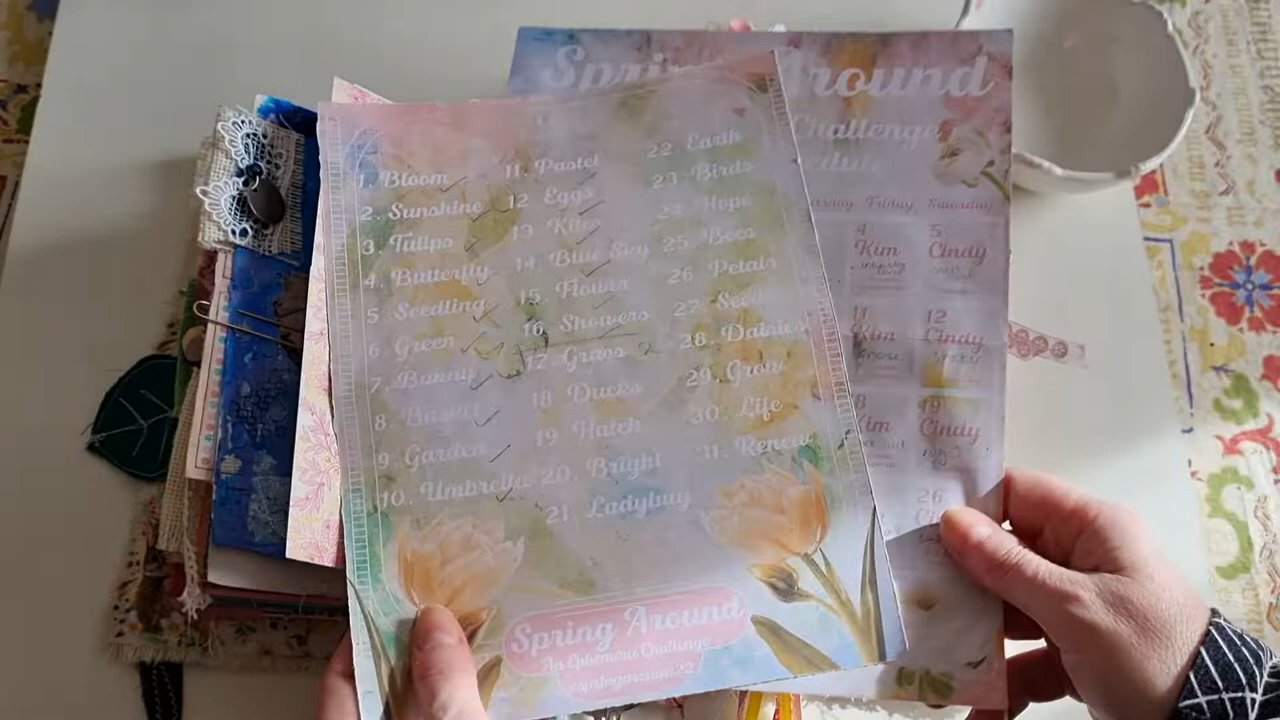 1. Bloom
2. Sunshine
3. Tulips
4. Butterfly
5 Seedling
6. Green
7. Bunny
8. Basket
9. Garden
10. Umbrella
11. Pastel
12 Eggs
13 Kite
14. Blue Sky
15. Flower
16. Showers
17. Grass
18 Ducks
19. Hatch
20. Bright
21 Ladybug
22 Earth
23. Birds
24. Hope
25. Bees
26 Petals
27. Seeds
28. Daisies
29. Grow
30. Life
31. Renew
Spring Around
An Ephemera Challenge
Spring Around
Challenge
Friday Saturday
4 5
Kim Cindy
11 12
Kim Cindy
19
Kim Cindy
26